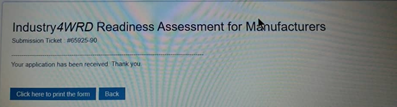 Industry4WRD Readiness Assessment for Manufacturers
Submission Ticket : #65925-90
Your application has been received. Thank you.
Click here to print the form Back